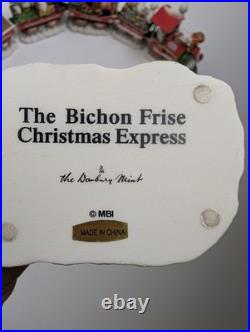 The Bichon Frise
Christmas Express
The Danbury Mint
© MBI
MADE IN CHINA